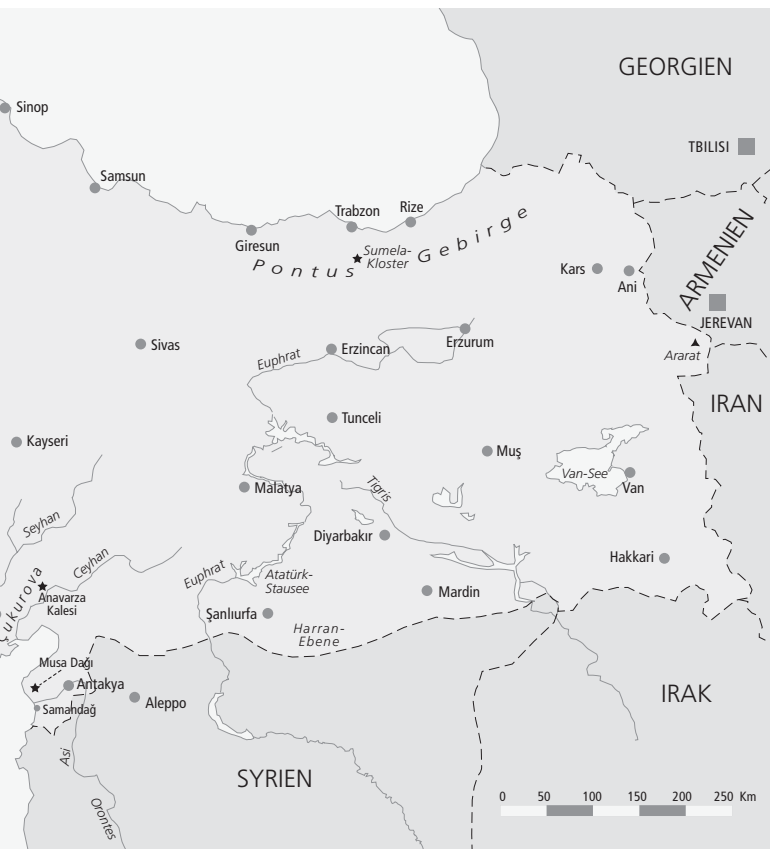 GEORGIEN
Sinop
TBILISI
Samsun
Trabzon
Rize
Giresun
Pontus Gebirge
Sumela-
Kloster
ARMENIEN
Kars
Ani
JEREVAN
Sivas
Euphrat
Erzincan
Erzurum
Ararat
IRAN
Tunceli
Kayseri
Muş
Van-See
Van
Malatya
Tigris
Seyhan
Diyarbakır
Ceyhan
Euphrat
Atatürk-
Stausee
Hakkari
Mardin
Çukurova
Anavarza
Kalesi
Şanlıurfa
Harran-
Ebene
Musa Dağı
Antakya
Samandağ
Aleppo
IRAK
Asi
SYRIEN
Orontes
0 50 100 150 200 250 Km